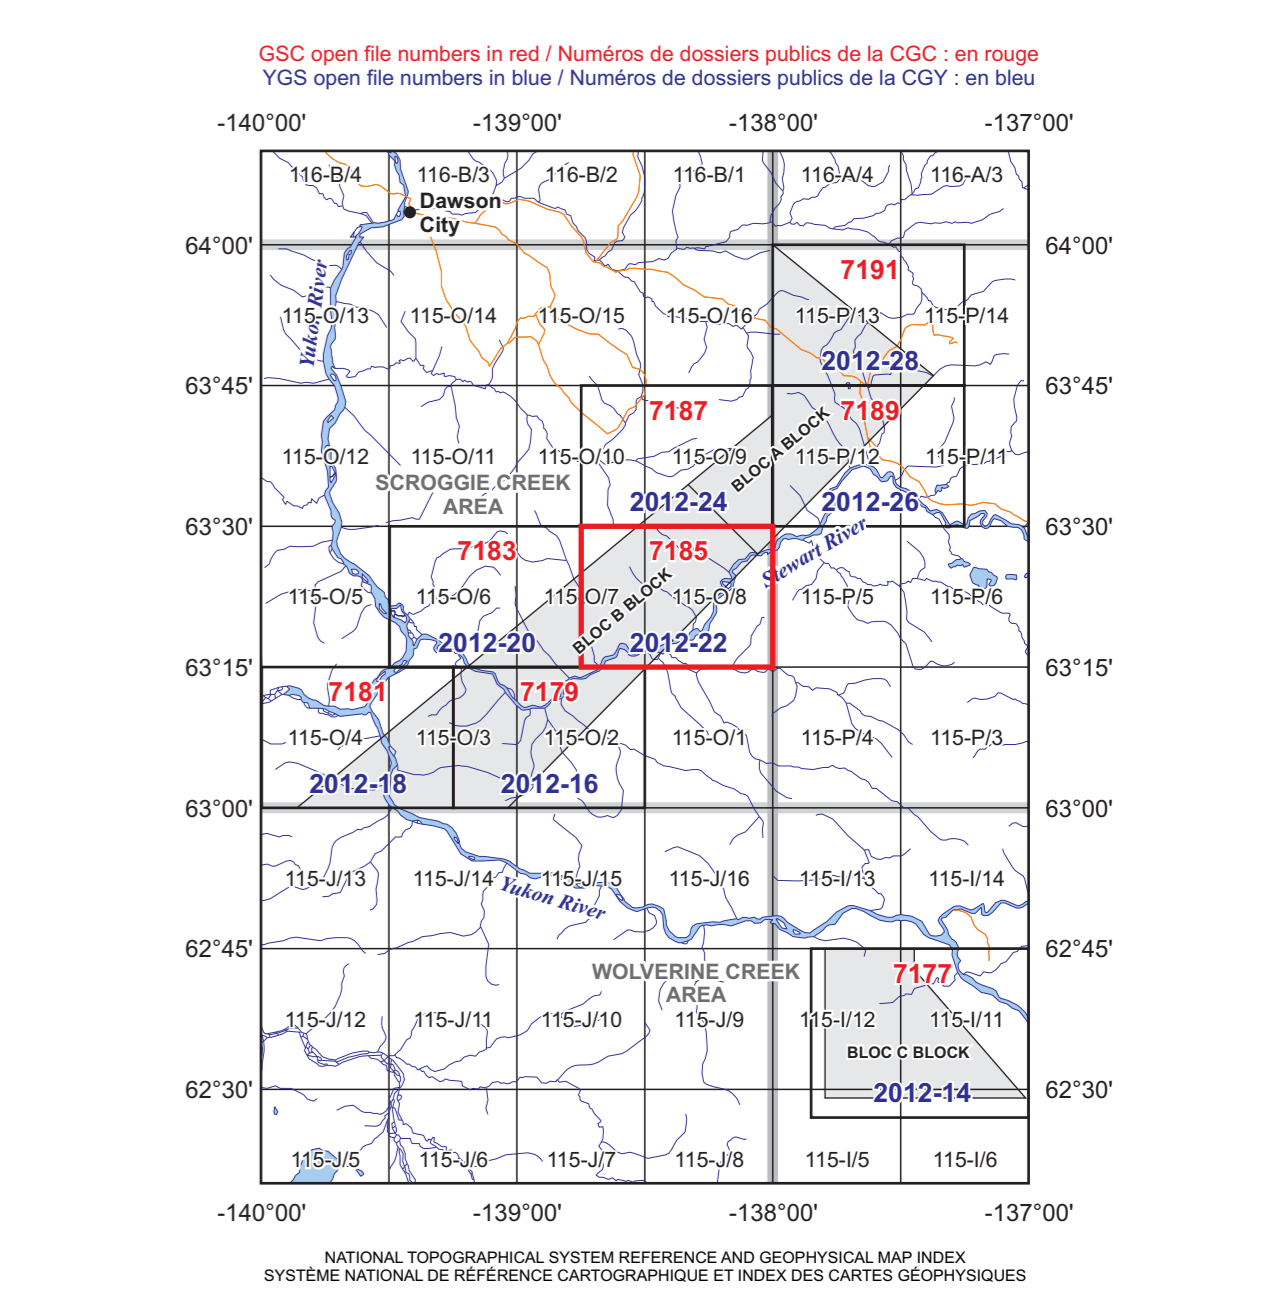 GSC open file numbers in red / Numéros de dossiers publics de la CGC : en rouge
YGS open file numbers in blue / Numéros de dossiers publics de la CGY : en bleu
-140°00' -139°00' -138°00' -137°00'
116-B/4 116-B/3 116-B/2 116-B/1 116-A/4 116-A/3
Dawson
City
64°00' 64°00'
7191
Yukon River
115-O/13 115-O/14 115-O/15 115-O/16 115-P/13 115-P/14
2012-28
63°45' 63°45'
7187 7189
BLOC A BLOCK
115-O/12 115-O/11 115-O/10 115-O/9 115-P/12 115-P/11
SCROGGIE CREEK
AREA
2012-24 2012-26
63°30' 63°30'
7183 7185
Stewart River
115-O/5 115-O/6 115-O/7 115-O/8 115-P/5 115-P/6
BLOC B BLOCK
2012-20 2012-22
63°15' 63°15'
7181 7179
115-O/4 115-O/3 115-O/2 115-O/1 115-P/4 115-P/3
2012-18 2012-16
63°00' 63°00'
115-J/13 115-J/14 115-J/15 115-J/16 115-I/13 115-I/14
Yukon River
62°45' 62°45'
WOLVERINE CREEK
AREA
7177
115-J/12 115-J/11 115-J/10 115-J/9 115-I/12 115-I/11
BLOC C BLOCK
62°30' 2012-14 62°30'
115-J/5 115-J/6 115-J/7 115-J/8 115-I/5 115-I/6
-140°00' -139°00' -138°00' -137°00'
NATIONAL TOPOGRAPHICAL SYSTEM REFERENCE AND GEOPHYSICAL MAP INDEX
SYSTÈME NATIONAL DE RÉFÉRENCE CARTOGRAPHIQUE ET INDEX DES CARTES GÉOPHYSIQUES